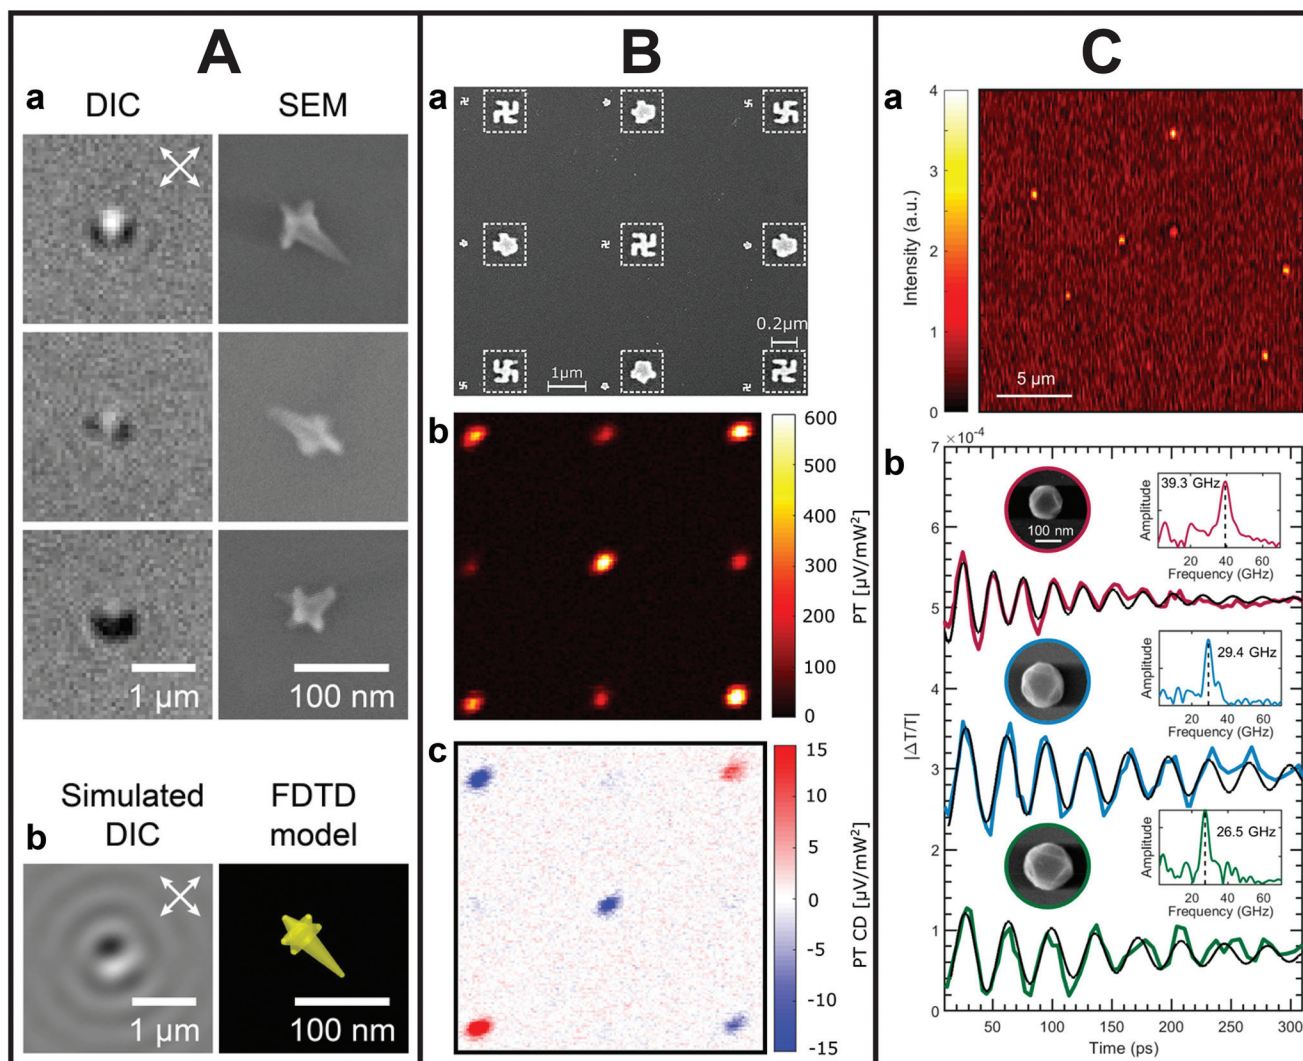 A
a
DIC
SEM
1 µm
100 nm
b
Simulated
DIC
FDTD
model
1 µm
100 nm
B
a
0.2µm
1µm
b
600
500
400
300
200
100
0
PT [µV/mW²]
c
15
10
5
0
-5
-10
-15
PT CD [µV/mW²]
C
a
4
3
2
1
0
Intensity (a.u.)
5 µm
b
×10⁻⁴
7
6
5
4
3
2
1
0
|ΔT/T|
100 nm
39.3 GHz
Amplitude
20 40 60
Frequency (GHz)
29.4 GHz
Amplitude
20 40 60
Frequency (GHz)
26.5 GHz
Amplitude
20 40 60
Frequency (GHz)
50 100 150 200 250 300
Time (ps)